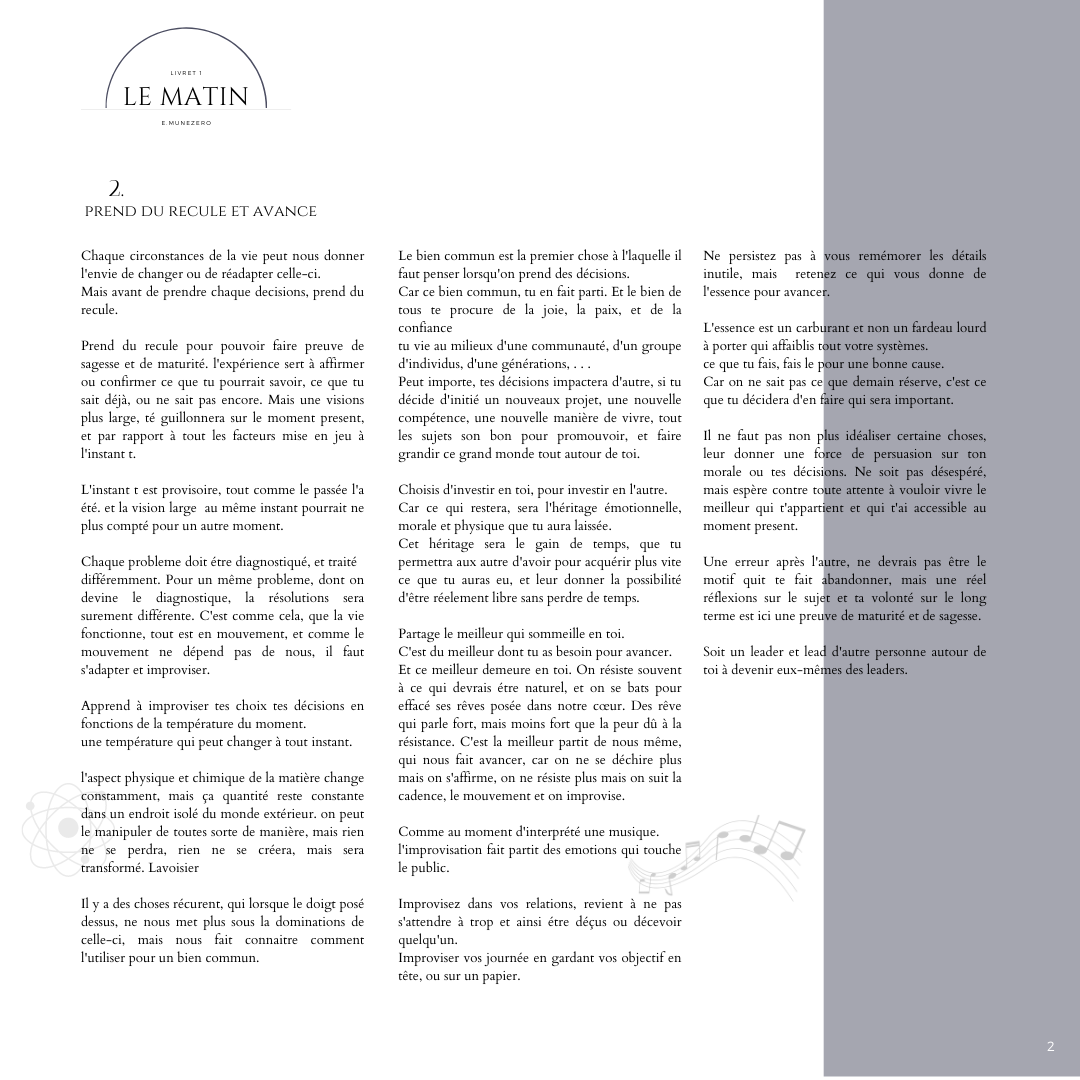 LIVRET 1
LE MATIN
E.MUNEZERO
2.
PREND DU RECULE ET AVANCE
Chaque circonstances de la vie peut nous donner
l'envie de changer ou de réadapter celle-ci.
Mais avant de prendre chaque decisions, prend du
recule.
Prend du recule pour pouvoir faire preuve de
sagesse et de maturité. l'expérience sert à affirmer
ou confirmer ce que tu pourrait savoir, ce que tu
sait déjà, ou ne sait pas encore. Mais une visions
plus large, té guillonnera sur le moment present,
et par rapport à tout les facteurs mise en jeu à
l'instant t.
L'instant t est provisoire, tout comme le passée l'a
été. et la vision large au même instant pourrait ne
plus compté pour un autre moment.
Chaque probleme doit étre diagnostiqué, et traité
différemment. Pour un même probleme, dont on
devine le diagnostique, la résolutions sera
surement différente. C'est comme cela, que la vie
fonctionne, tout est en mouvement, et comme le
mouvement ne dépend pas de nous, il faut
s'adapter et improviser.
Apprend à improviser tes choix tes décisions en
fonctions de la température du moment.
une température qui peut changer à tout instant.
l'aspect physique et chimique de la matière change
constamment, mais ça quantité reste constante
dans un endroit isolé du monde extérieur. on peut
le manipuler de toutes sorte de manière, mais rien
ne se perdra, rien ne se créera, mais sera
transformé. Lavoisier
Il y a des choses récurent, qui lorsque le doigt posé
dessus, ne nous met plus sous la dominations de
celle-ci, mais nous fait connaitre comment
l'utiliser pour un bien commun.
Le bien commun est la premier chose à l'laquelle il
faut penser lorsqu'on prend des décisions.
Car ce bien commun, tu en fait parti. Et le bien de
tous te procure de la joie, la paix, et de la
confiance
tu vie au milieux d'une communauté, d'un groupe
d'individus, d'une générations, . . .
Peut importe, tes décisions impactera d'autre, si tu
décide d'initié un nouveaux projet, une nouvelle
compétence, une nouvelle manière de vivre, tout
les sujets son bon pour promouvoir, et faire
grandir ce grand monde tout autour de toi.
Choisis d'investir en toi, pour investir en l'autre.
Car ce qui restera, sera l'héritage émotionnelle,
morale et physique que tu aura laissée.
Cet héritage sera le gain de temps, que tu
permettra aux autre d'avoir pour acquérir plus vite
ce que tu auras eu, et leur donner la possibilité
d'être réelement libre sans perdre de temps.
Partage le meilleur qui sommeille en toi.
C'est du meilleur dont tu as besoin pour avancer.
Et ce meilleur demeure en toi. On résiste souvent
à ce qui devrais étre naturel, et on se bats pour
effacé ses rêves posée dans notre cœur. Des rêve
qui parle fort, mais moins fort que la peur dû à la
résistance. C'est la meilleur partit de nous même,
qui nous fait avancer, car on ne se déchire plus
mais on s'affirme, on ne résiste plus mais on suit la
cadence, le mouvement et on improvise.
Comme au moment d'interprété une musique.
l'improvisation fait partit des emotions qui touche
le public.
Improvisez dans vos relations, revient à ne pas
s'attendre à trop et ainsi étre déçus ou décevoir
quelqu'un.
Improviser vos journée en gardant vos objectif en
tête, ou sur un papier.
Ne persistez pas à vous remémorer les détails
inutile, mais retenez ce qui vous donne de
l'essence pour avancer.
L'essence est un carburant et non un fardeau lourd
à porter qui affaiblis tout votre systèmes.
ce que tu fais, fais le pour une bonne cause.
Car on ne sait pas ce que demain réserve, c'est ce
que tu décidera d'en faire qui sera important.
Il ne faut pas non plus idéaliser certaine choses,
leur donner une force de persuasion sur ton
morale ou tes décisions. Ne soit pas désespéré,
mais espère contre toute attente à vouloir vivre le
meilleur qui t'appartient et qui t'ai accessible au
moment present.
Une erreur après l'autre, ne devrais pas être le
motif quit te fait abandonner, mais une réel
réflexions sur le sujet et ta volonté sur le long
terme est ici une preuve de maturité et de sagesse.
Soit un leader et lead d'autre personne autour de
toi à devenir eux-mêmes des leaders.
2